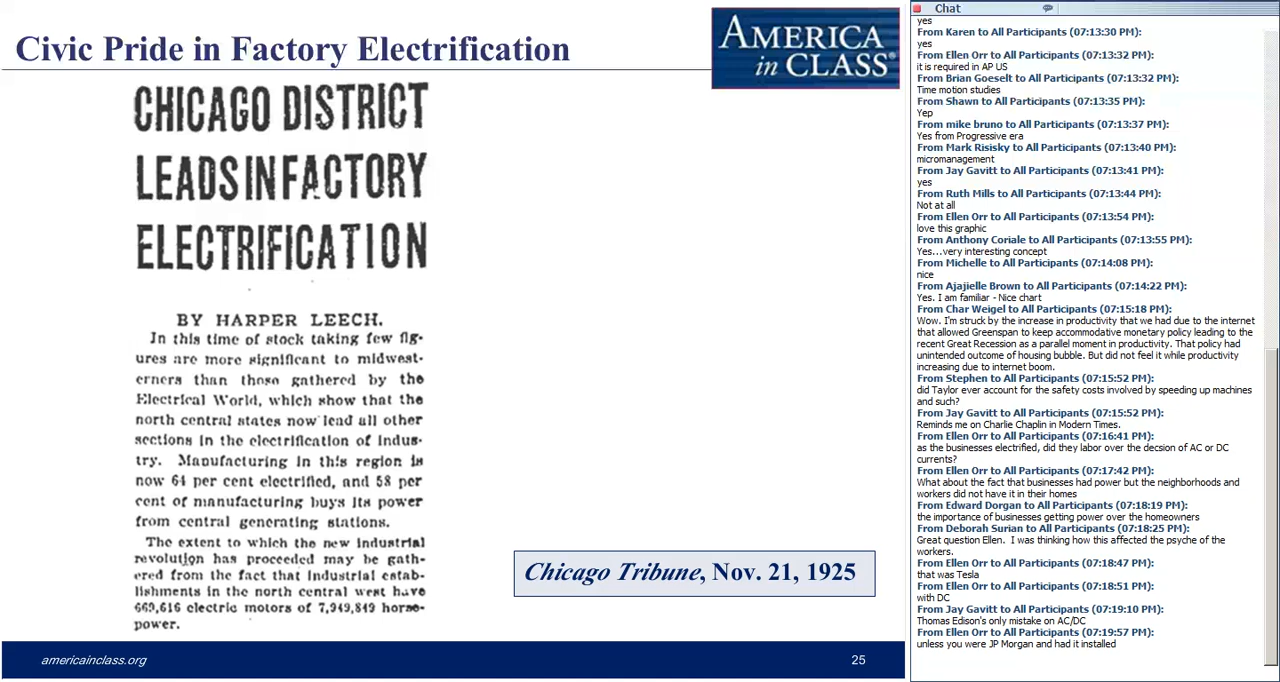 Civic Pride in Factory Electrification
AMERICA
in CLASS®
CHICAGO DISTRICT
LEADS IN FACTORY
ELECTRIFICATION
BY HARPER LEECH.
In this time of stock taking few fig-
ures are more significant to midwest-
erners than those gathered by the
Electrical World, which show that the
north central states now lead all other
sections in the electrification of indus-
try. Manufacturing in this region is
now 64 per cent electrified, and 58 per
cent of manufacturing buys its power
from central generating stations.
The extent to which the new industrial
revolution has proceeded may be gath-
ered from the fact that industrial estab-
lishments in the north central west have
669,616 electric motors of 7,949,849 horse-
power.
Chicago Tribune, Nov. 21, 1925
americainclass.org
25
Chat
yes
From Karen to All Participants (07:13:30 PM):
yes
From Ellen Orr to All Participants (07:13:32 PM):
it is required in AP US
From Brian Goeselt to All Participants (07:13:32 PM):
Time motion studies
From Shawn to All Participants (07:13:35 PM):
Yep
From mike bruno to All Participants (07:13:37 PM):
Yes from Progressive era
From Mark Risisky to All Participants (07:13:40 PM):
micromanagement
From Jay Gavitt to All Participants (07:13:41 PM):
yes
From Ruth Mills to All Participants (07:13:44 PM):
Not at all
From Ellen Orr to All Participants (07:13:54 PM):
love this graphic
From Anthony Coriale to All Participants (07:13:55 PM):
Yes...very interesting concept
From Michelle to All Participants (07:14:08 PM):
nice
From Ajajielle Brown to All Participants (07:14:22 PM):
Yes. I am familiar - Nice chart
From Char Weigel to All Participants (07:15:18 PM):
Wow. I'm struck by the increase in productivity that we had due to the internet
that allowed Greenspan to keep accommodative monetary policy leading to the
recent Great Recession as a parallel moment in productivity. That policy had
unintended outcome of housing bubble. But did not feel it while productivity
increasing due to internet boom.
From Stephen to All Participants (07:15:52 PM):
did Taylor ever account for the safety costs involved by speeding up machines
and such?
From Jay Gavitt to All Participants (07:15:52 PM):
Reminds me on Charlie Chaplin in Modern Times.
From Ellen Orr to All Participants (07:16:41 PM):
as the businesses electrified, did they labor over the decsion of AC or DC
currents?
From Ellen Orr to All Participants (07:17:42 PM):
What about the fact that businesses had power but the neighborhoods and
workers did not have it in their homes
From Edward Dorgan to All Participants (07:18:19 PM):
the importance of businesses getting power over the homeowners
From Deborah Surian to All Participants (07:18:25 PM):
Great question Ellen. I was thinking how this affected the psyche of the
workers.
From Ellen Orr to All Participants (07:18:47 PM):
that was Tesla
From Ellen Orr to All Participants (07:18:51 PM):
with DC
From Jay Gavitt to All Participants (07:19:10 PM):
Thomas Edison's only mistake on AC/DC
From Ellen Orr to All Participants (07:19:57 PM):
unless you were JP Morgan and had it installed